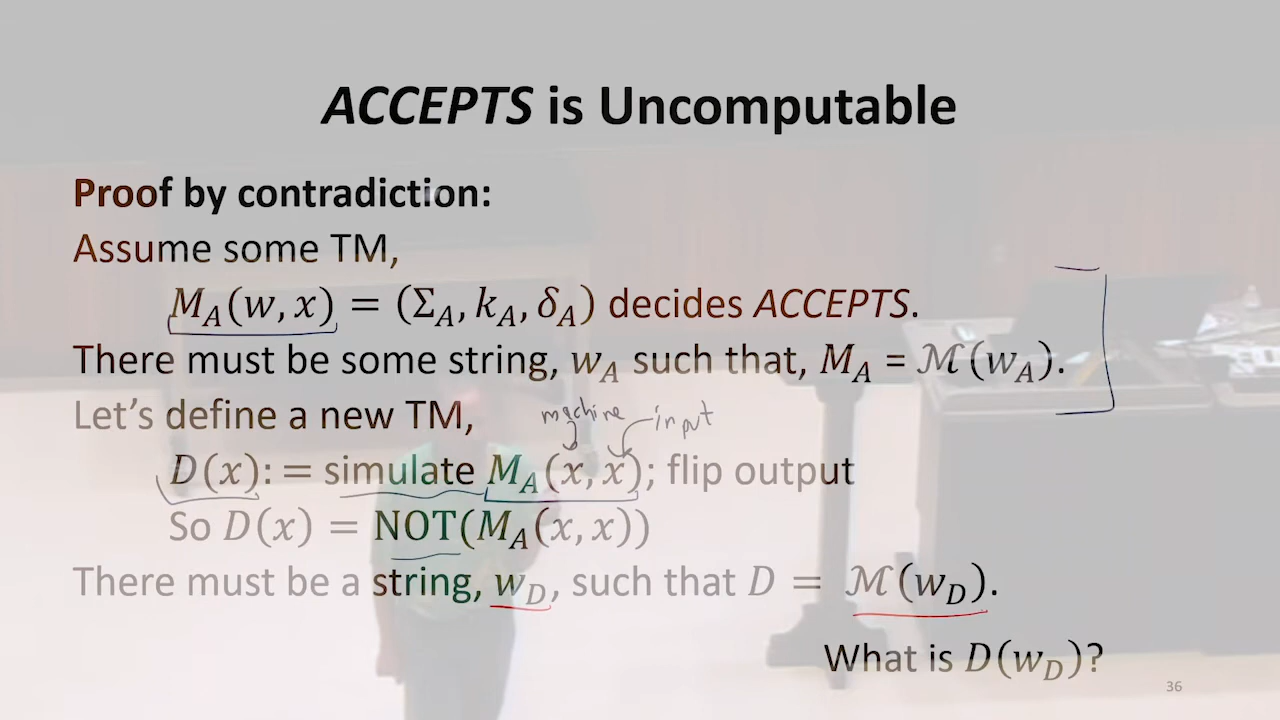 ACCEPTS is Uncomputable
Proof by contradiction:
Assume some TM,
M_A(w, x) = (Σ_A, k_A, δ_A) decides ACCEPTS.
There must be some string, w_A such that, M_A = ℳ(w_A).
Let’s define a new TM,
machine input
D(x): = simulate M_A(x, x); flip output
So D(x) = NOT(M_A(x, x))
There must be a string, w_D, such that D = ℳ(w_D).
What is D(w_D)?
36